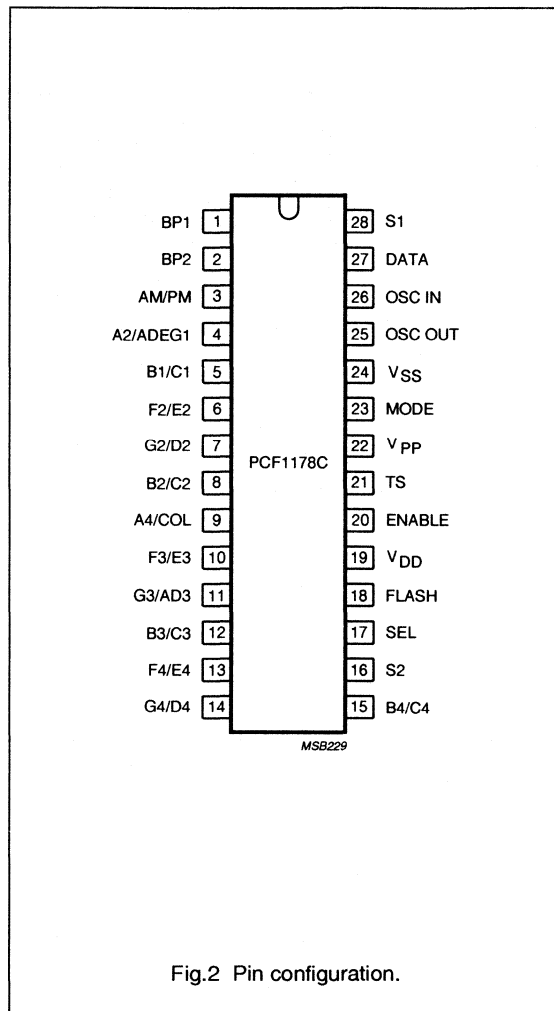 BP1 1 28 S1
BP2 2 27 DATA
AM/PM 3 26 OSC IN
A2/ADEG1 4 25 OSC OUT
B1/C1 5 24 VSS
F2/E2 6 23 MODE
G2/D2 7 22 VPP
PCF1178C
B2/C2 8 21 TS
A4/COL 9 20 ENABLE
F3/E3 10 19 VDD
G3/AD3 11 18 FLASH
B3/C3 12 17 SEL
F4/E4 13 16 S2
G4/D4 14 15 B4/C4
MSB229
Fig.2 Pin configuration.